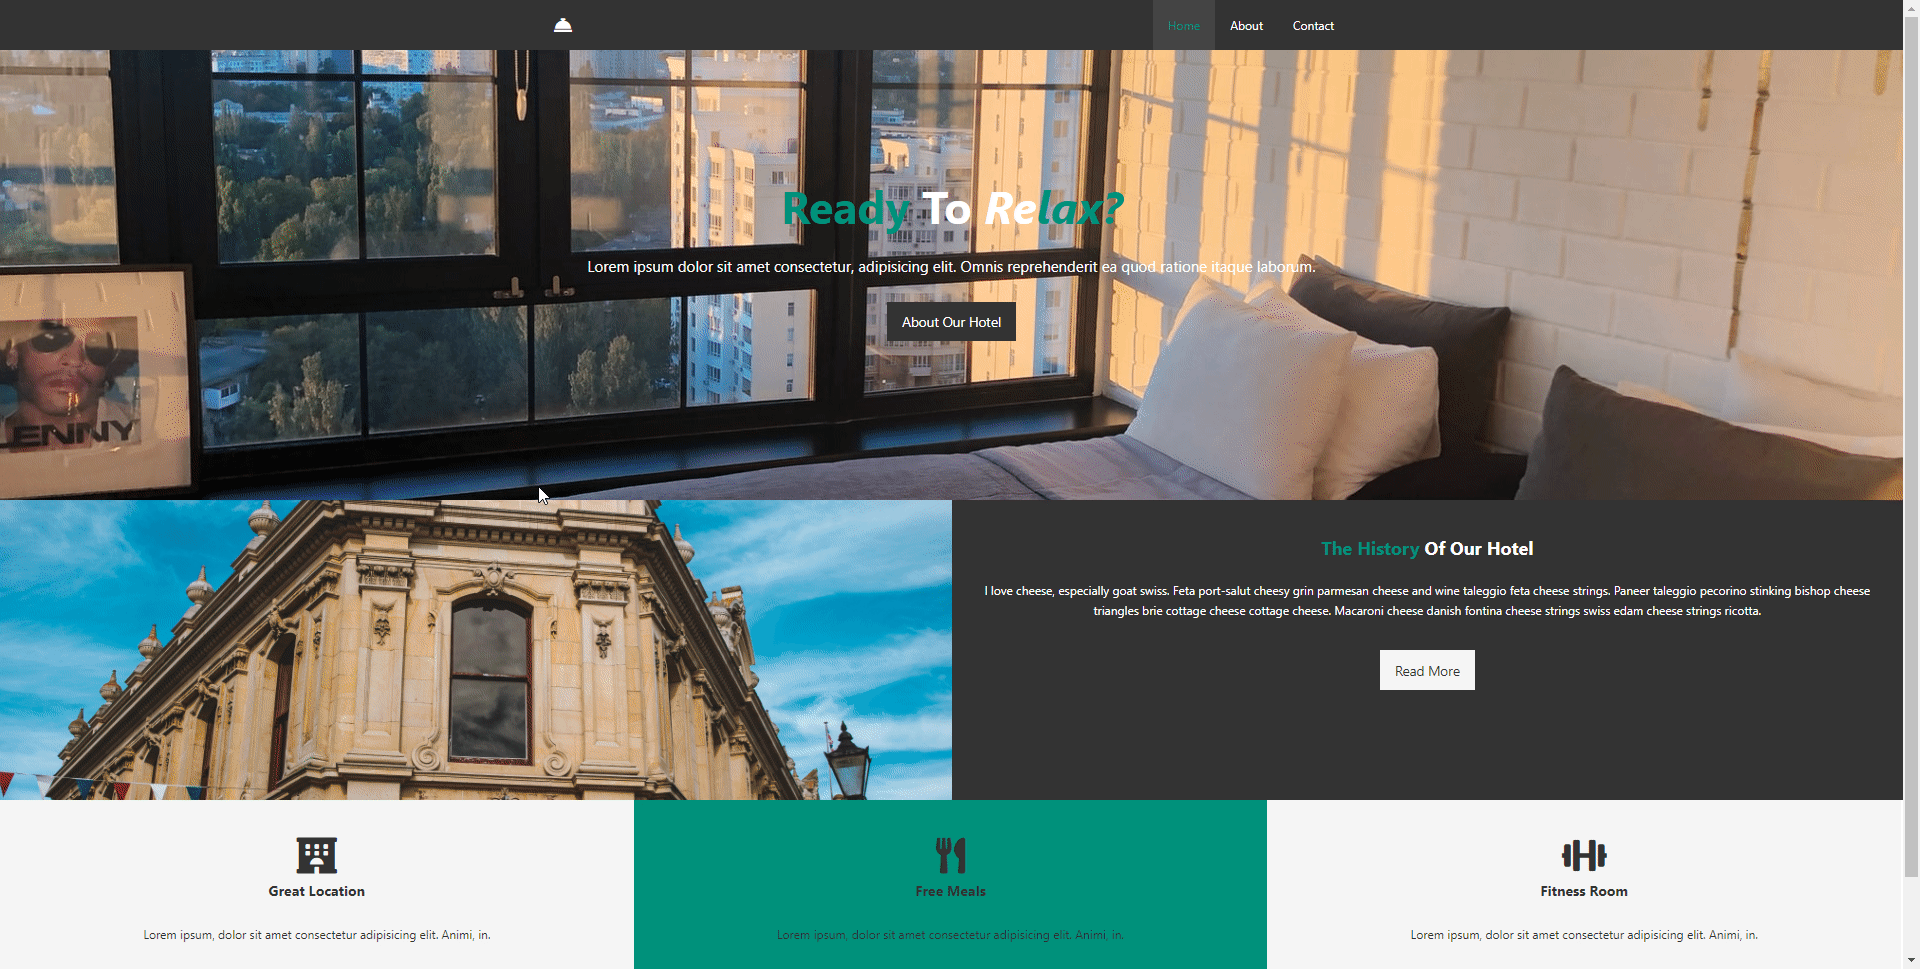 Home About Contact
Ready To Relax?
Lorem ipsum dolor sit amet consectetur, adipisicing elit. Omnis reprehenderit ea quod ratione itaque laborum.
About Our Hotel
LENNY
The History Of Our Hotel
I love cheese, especially goat swiss. Feta port-salut cheesy grin parmesan cheese and wine taleggio feta cheese strings. Paneer taleggio pecorino stinking bishop cheese
triangles brie cottage cheese cottage cheese. Macaroni cheese danish fontina cheese strings swiss edam cheese strings ricotta.
Read More
Great Location
Lorem ipsum, dolor sit amet consectetur adipisicing elit. Animi, in.
Free Meals
Lorem ipsum, dolor sit amet consectetur adipisicing elit. Animi, in.
Fitness Room
Lorem ipsum, dolor sit amet consectetur adipisicing elit. Animi, in.